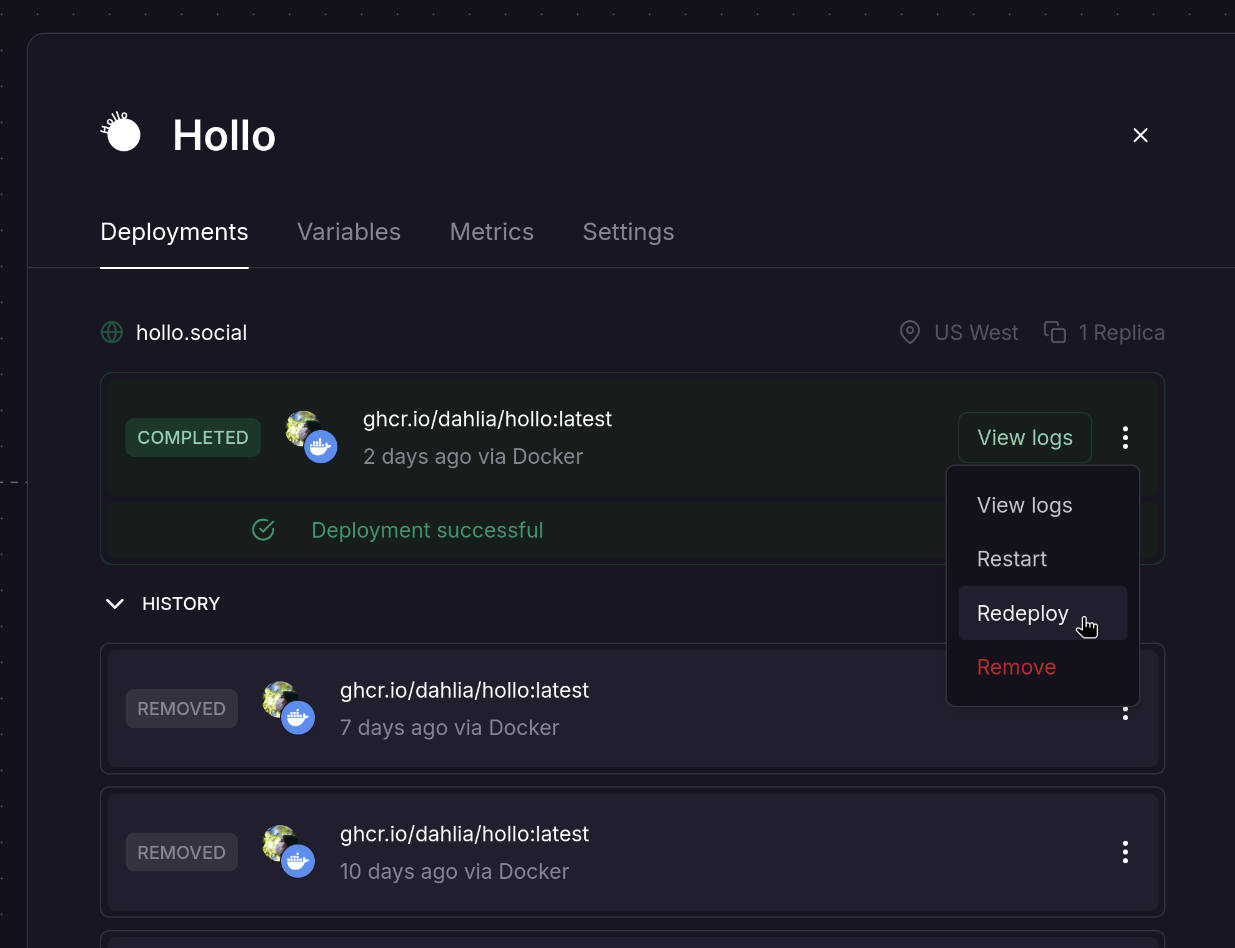 Hollo
Hollo
Deployments Variables Metrics Settings
hollo.social US West 1 Replica
COMPLETED
ghcr.io/dahlia/hollo:latest
2 days ago via Docker
View logs
Deployment successful
View logs
Restart
Redeploy
Remove
HISTORY
REMOVED
ghcr.io/dahlia/hollo:latest
7 days ago via Docker
REMOVED
ghcr.io/dahlia/hollo:latest
10 days ago via Docker